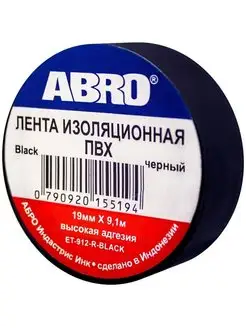 ABRO®
ЛЕНТА ИЗОЛЯЦИОННАЯ
ПВХ
Black
черный
0 790920 155194
19мм X 9,1м
высокая адгезия
ET-912-R-BLACK
АБРО Индастрис Инк • сделано в Индонезии